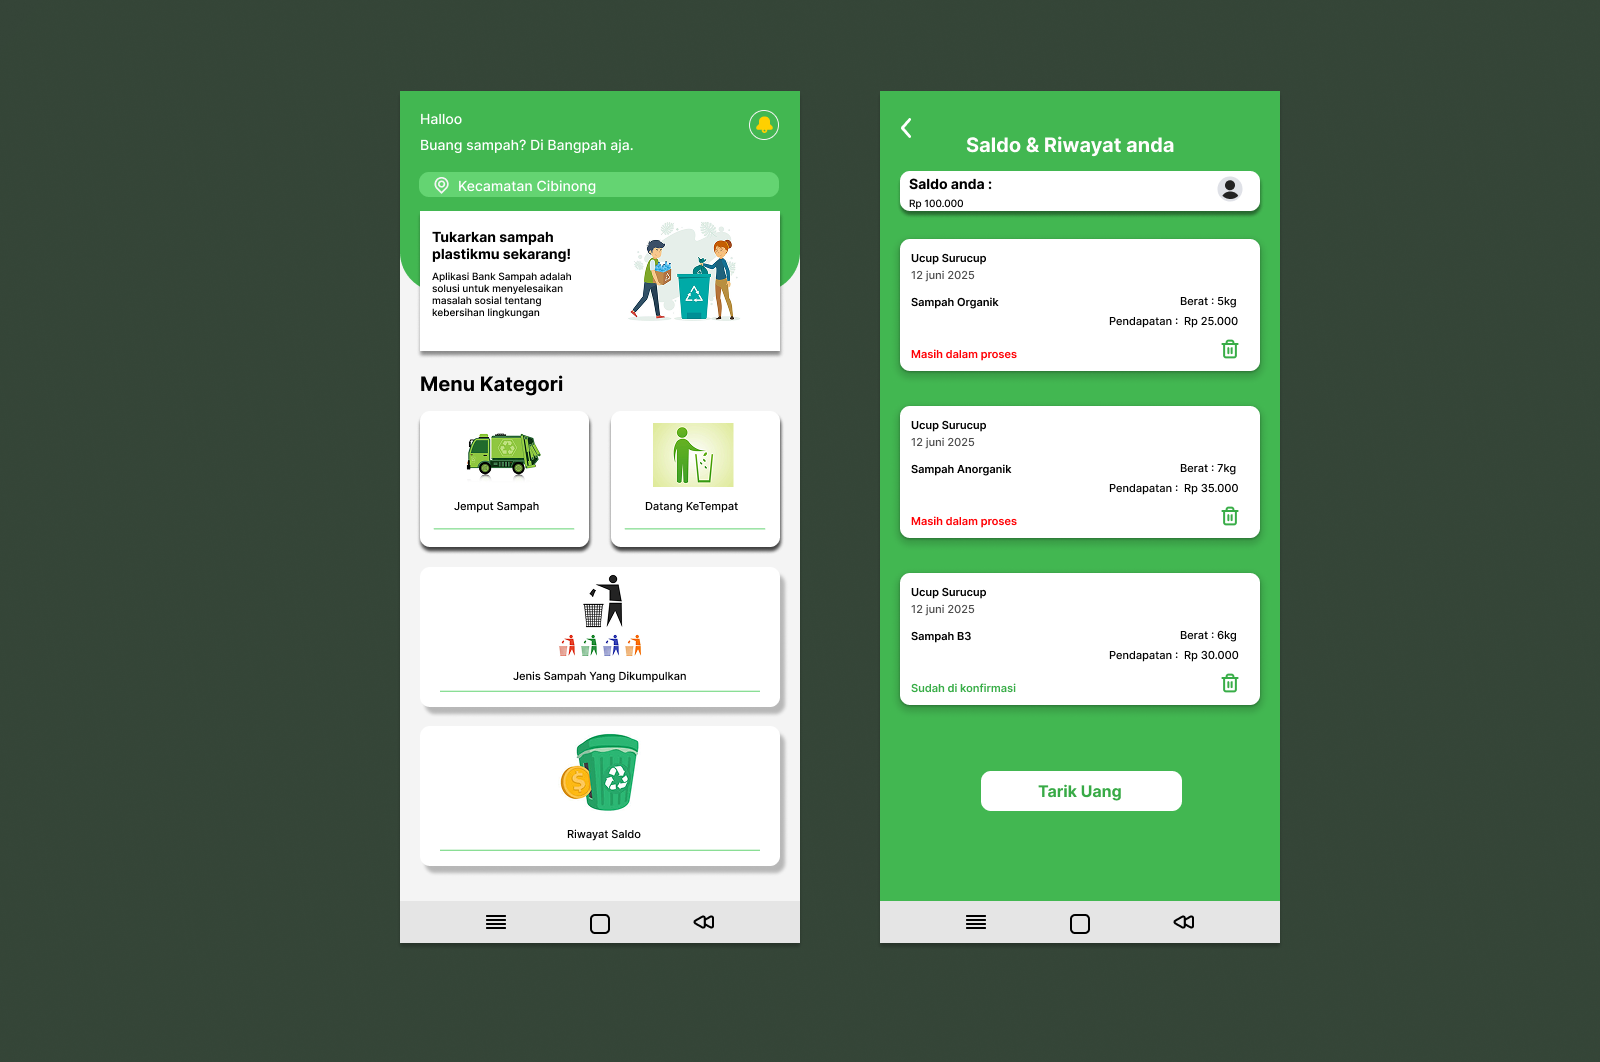 Halloo
Buang sampah? Di Bangpah aja.
Kecamatan Cibinong
Tukarkan sampah
plastikmu sekarang!
Aplikasi Bank Sampah adalah
solusi untuk menyelesaikan
masalah sosial tentang
kebersihan lingkungan
Menu Kategori
Jemput Sampah
Datang KeTempat
Jenis Sampah Yang Dikumpulkan
Riwayat Saldo
Saldo & Riwayat anda
Saldo anda :
Rp 100.000
Ucup Surucup
12 juni 2025
Sampah Organik
Berat : 5kg
Pendapatan : Rp 25.000
Masih dalam proses
Ucup Surucup
12 juni 2025
Sampah Anorganik
Berat : 7kg
Pendapatan : Rp 35.000
Masih dalam proses
Ucup Surucup
12 juni 2025
Sampah B3
Berat : 6kg
Pendapatan : Rp 30.000
Sudah di konfirmasi
Tarik Uang